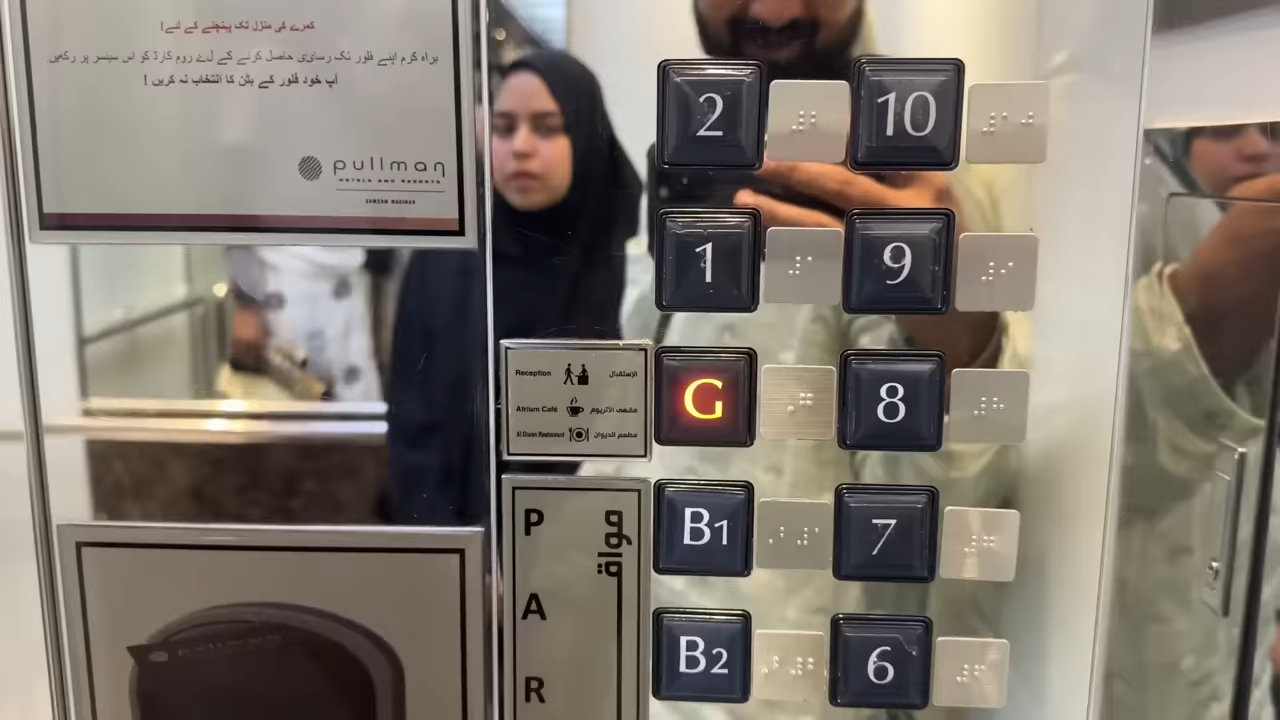 کمرے کی منزل تک پہنچنے کے لئے!
براہ کرم اپنے فلور تک رسائی حاصل کرنے کے لئے روم کارڈ کو اس سینسر پر رکھیں.
آپ خود فلور کے بٹن کا انتخاب نہ کریں !
pullman
HOTELS AND RESORTS
ZAMZAM MADINAH
2
10
1
9
Reception
الإستقبال
Atrium Café
مقهى الأتريوم
Al Diwan Restaurant
مطعم الديوان
G
8
B1
7
B2
6
P
A
R